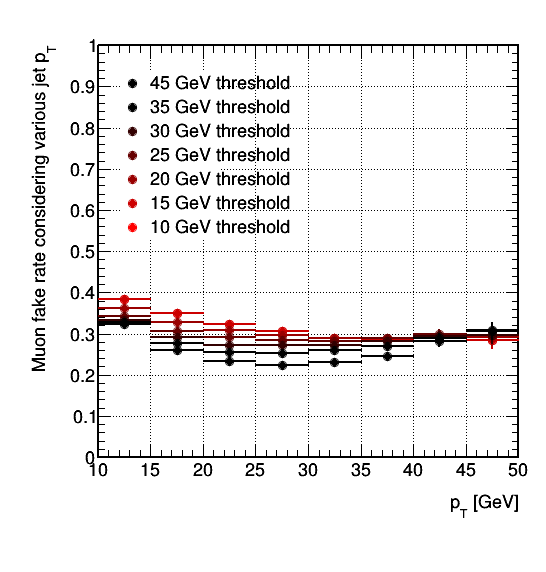 Muon fake rate considering various jet p_T
1
0.9
0.8
0.7
0.6
0.5
0.4
0.3
0.2
0.1
0
45 GeV threshold
35 GeV threshold
30 GeV threshold
25 GeV threshold
20 GeV threshold
15 GeV threshold
10 GeV threshold
10 15 20 25 30 35 40 45 50
p_T [GeV]